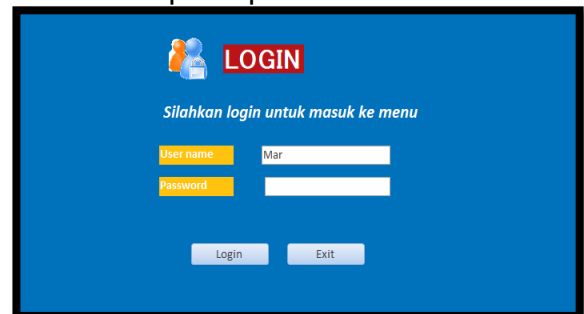 LOGIN
Silahkan login untuk masuk ke menu
User name Mar
Password
Login Exit